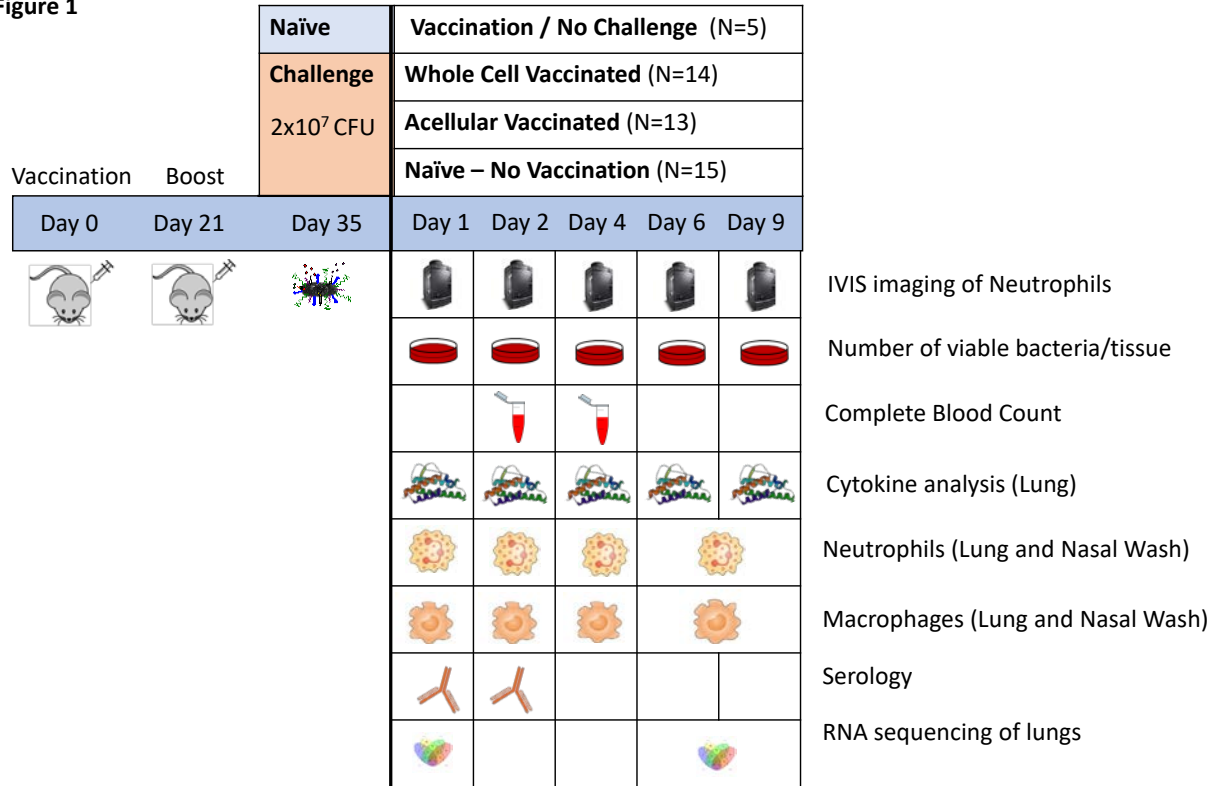 Figure 1
Naïve
Vaccination / No Challenge (N=5)
Challenge
2x10⁷ CFU
Whole Cell Vaccinated (N=14)
Acellular Vaccinated (N=13)
Naïve – No Vaccination (N=15)
Vaccination Boost
Day 0 Day 21 Day 35 Day 1 Day 2 Day 4 Day 6 Day 9
IVIS imaging of Neutrophils
Number of viable bacteria/tissue
Complete Blood Count
Cytokine analysis (Lung)
Neutrophils (Lung and Nasal Wash)
Macrophages (Lung and Nasal Wash)
Serology
RNA sequencing of lungs